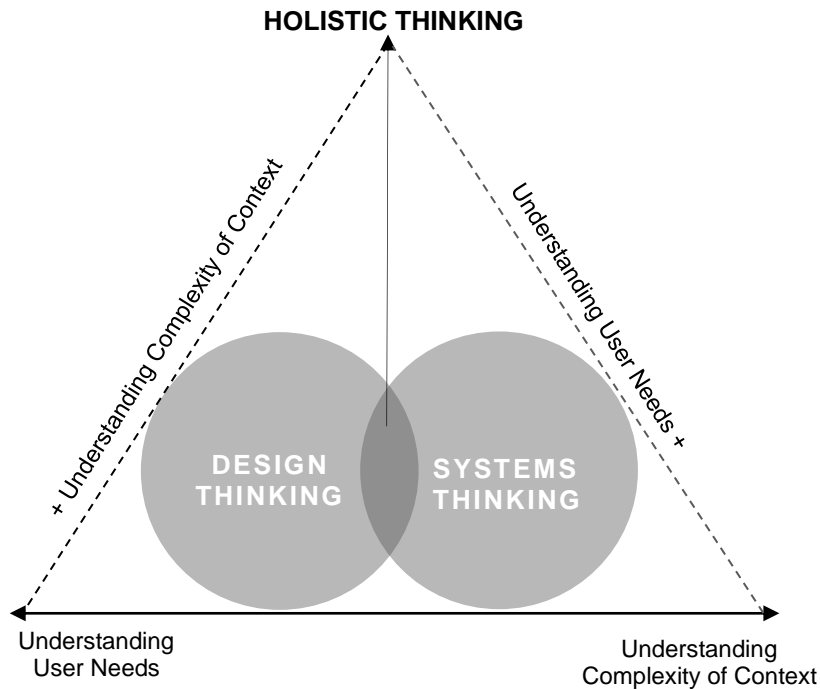 HOLISTIC THINKING
+ Understanding Complexity of Context
Understanding User Needs +
DESIGN
THINKING
SYSTEMS
THINKING
Understanding
User Needs
Understanding
Complexity of Context